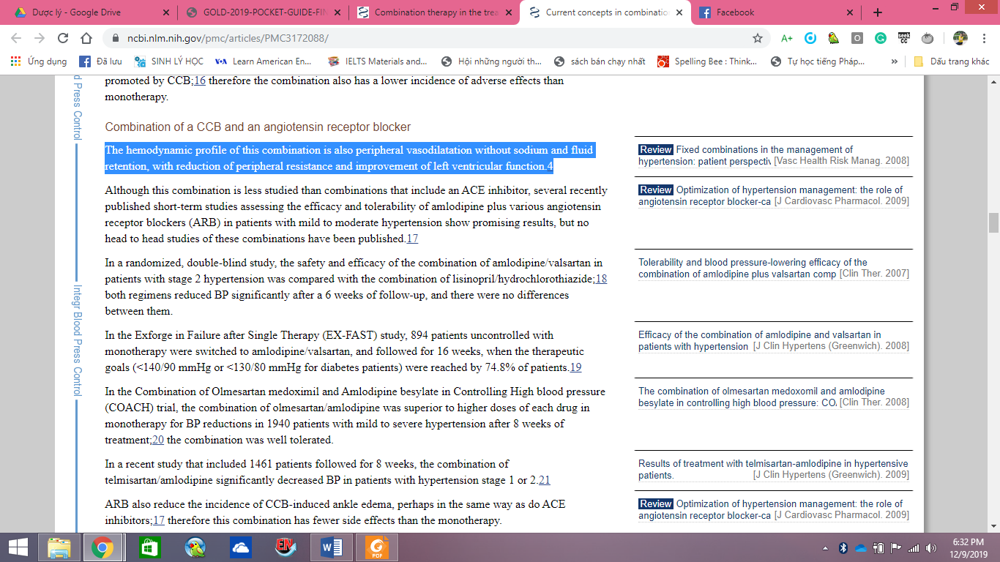 Dược lý - Google Drive
GOLD-2019-POCKET-GUIDE-FI
Combination therapy in the trea
Current concepts in combinatio
Facebook
ncbi.nlm.nih.gov/pmc/articles/PMC3172088/
A+
seek CC
Ứng dụng
Đã lưu
SINH LÝ HỌC
VOA Learn American En...
IELTS Materials and...
Hội những người th...
sách bán chạy nhất
Spelling Bee : Think...
Tự học tiếng Pháp...
»
Dấu trang khác
d Press Control
Integr Blood Press Control
promoted by CCB;16 therefore the combination also has a lower incidence of adverse effects than
monotherapy.
Combination of a CCB and an angiotensin receptor blocker
The hemodynamic profile of this combination is also peripheral vasodilatation without sodium and fluid
retention, with reduction of peripheral resistance and improvement of left ventricular function.4
Although this combination is less studied than combinations that include an ACE inhibitor, several recently
published short-term studies assessing the efficacy and tolerability of amlodipine plus various angiotensin
receptor blockers (ARB) in patients with mild to moderate hypertension show promising results, but no
head to head studies of these combinations have been published.17
In a randomized, double-blind study, the safety and efficacy of the combination of amlodipine/valsartan in
patients with stage 2 hypertension was compared with the combination of lisinopril/hydrochlorothiazide;18
both regimens reduced BP significantly after a 6 weeks of follow-up, and there were no differences
between them.
In the Exforge in Failure after Single Therapy (EX-FAST) study, 894 patients uncontrolled with
monotherapy were switched to amlodipine/valsartan, and followed for 16 weeks, when the therapeutic
goals (<140/90 mmHg or <130/80 mmHg for diabetes patients) were reached by 74.8% of patients.19
In the Combination of Olmesartan medoximil and Amlodipine besylate in Controlling High blood pressure
(COACH) trial, the combination of olmesartan/amlodipine was superior to higher doses of each drug in
monotherapy for BP reductions in 1940 patients with mild to severe hypertension after 8 weeks of
treatment;20 the combination was well tolerated.
In a recent study that included 1461 patients followed for 8 weeks, the combination of
telmisartan/amlodipine significantly decreased BP in patients with hypertension stage 1 or 2.21
ARB also reduce the incidence of CCB-induced ankle edema, perhaps in the same way as do ACE
inhibitors;17 therefore this combination has fewer side effects than the monotherapy.
Review Fixed combinations in the management of
hypertension: patient perspectiv [Vasc Health Risk Manag. 2008]
Review Optimization of hypertension management: the role of
angiotensin receptor blocker-ca [J Cardiovasc Pharmacol. 2009]
Tolerability and blood pressure-lowering efficacy of the
combination of amlodipine plus valsartan comp [Clin Ther. 2007]
Efficacy of the combination of amlodipine and valsartan in
patients with hypertension [J Clin Hypertens (Greenwich). 2008]
The combination of olmesartan medoxomil and amlodipine
besylate in controlling high blood pressure: CO [Clin Ther. 2008]
Results of treatment with telmisartan-amlodipine in hypertensive
patients. [J Clin Hypertens (Greenwich). 2009]
Review Optimization of hypertension management: the role of
angiotensin receptor blocker-ca [J Cardiovasc Pharmacol. 2009]
EN
PDF
6:32 PM
12/9/2019